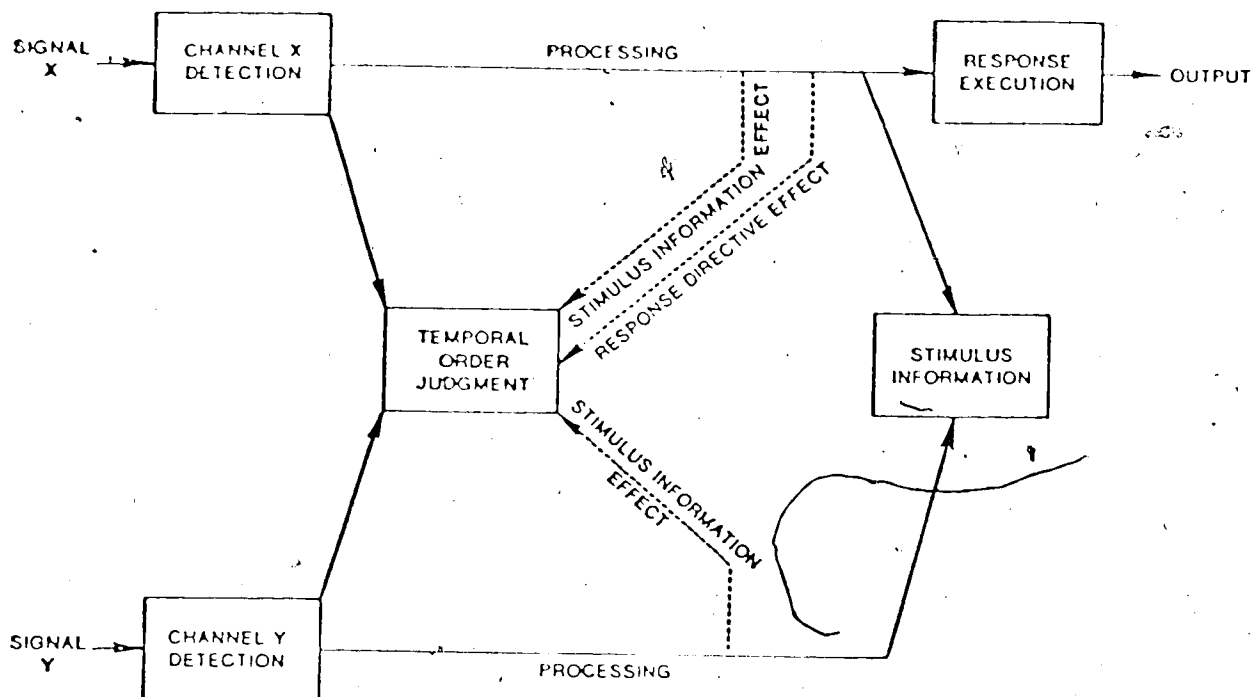 SIGNAL
X
CHANNEL X
DETECTION
PROCESSING
RESPONSE
EXECUTION
OUTPUT
STIMULUS INFORMATION EFFECT
RESPONSE DIRECTIVE EFFECT
TEMPORAL
ORDER
JUDGMENT
STIMULUS
INFORMATION
STIMULUS INFORMATION
EFFECT
SIGNAL
Y
CHANNEL Y
DETECTION
PROCESSING